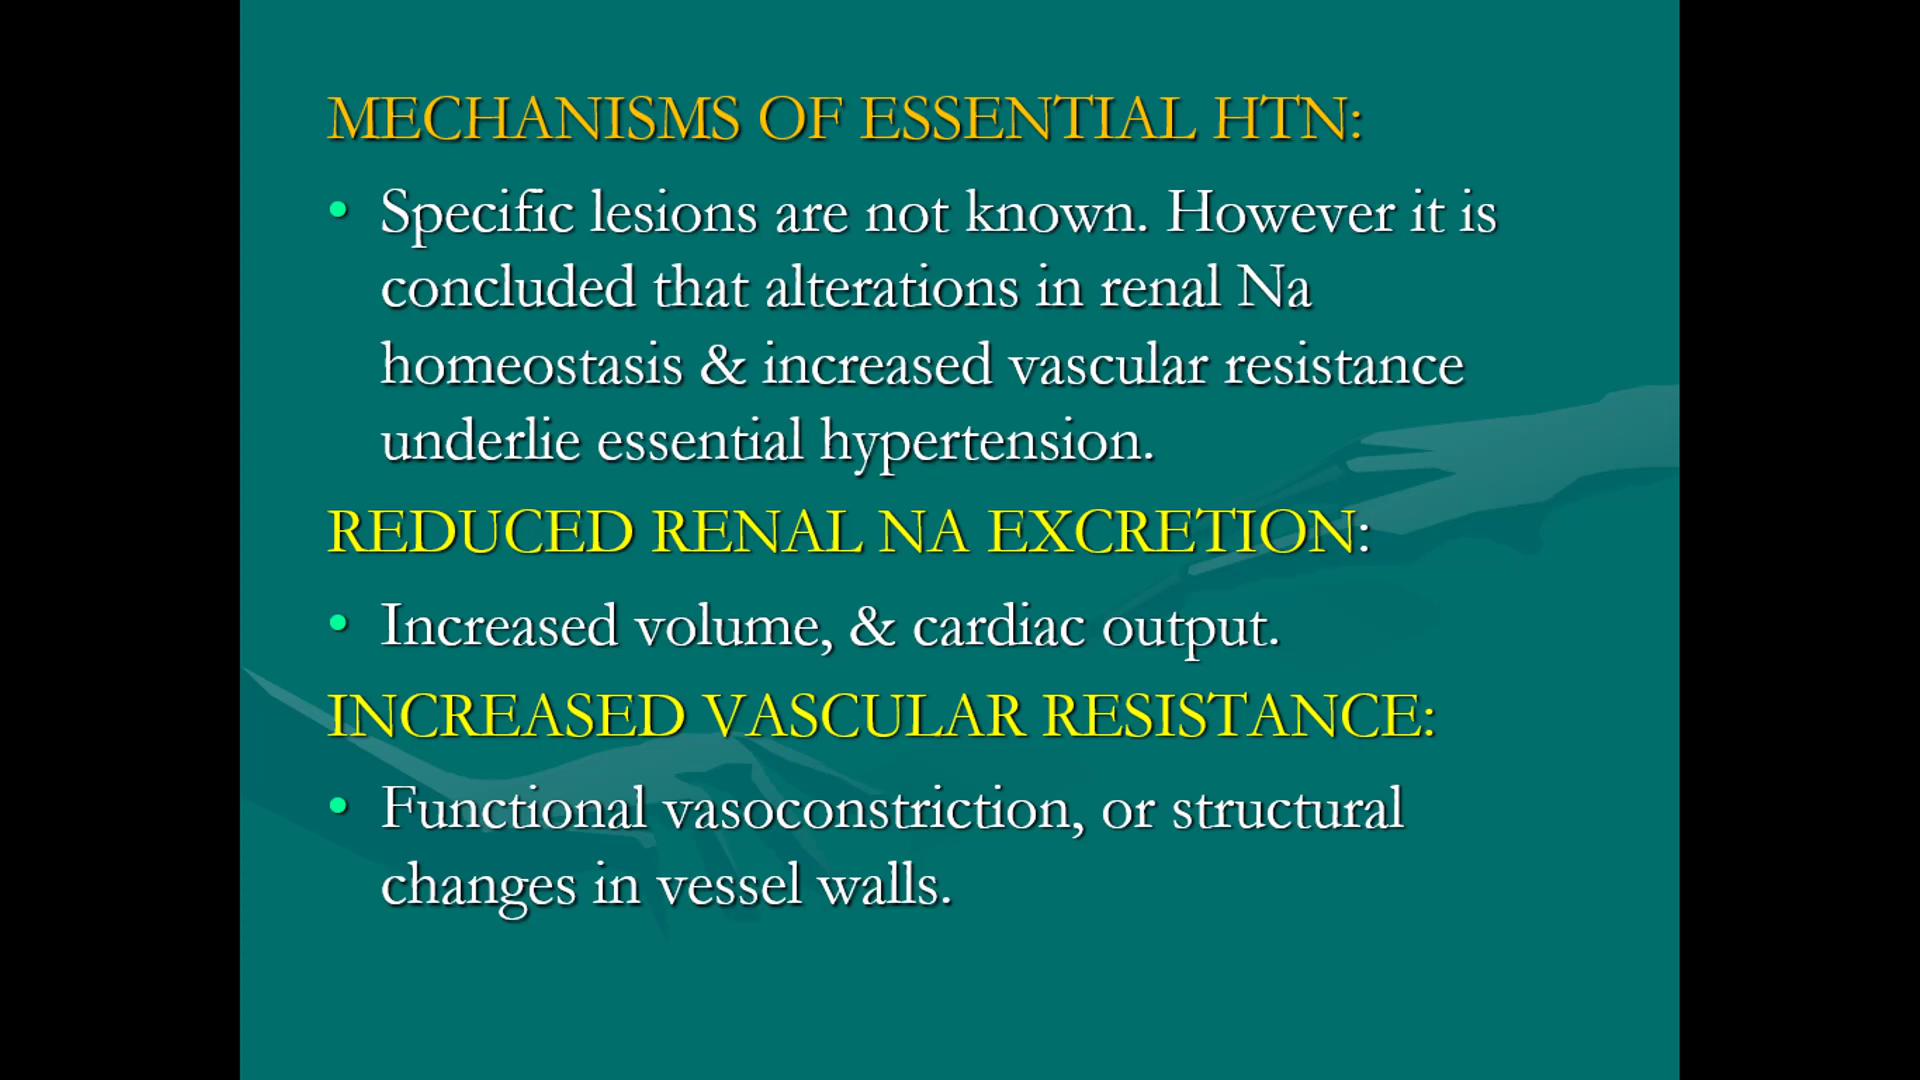 MECHANISMS OF ESSENTIAL HTN:
• Specific lesions are not known. However it is
concluded that alterations in renal Na
homeostasis & increased vascular resistance
underlie essential hypertension.
REDUCED RENAL NA EXCRETION:
• Increased volume, & cardiac output.
INCREASED VASCULAR RESISTANCE:
• Functional vasoconstriction, or structural
changes in vessel walls.